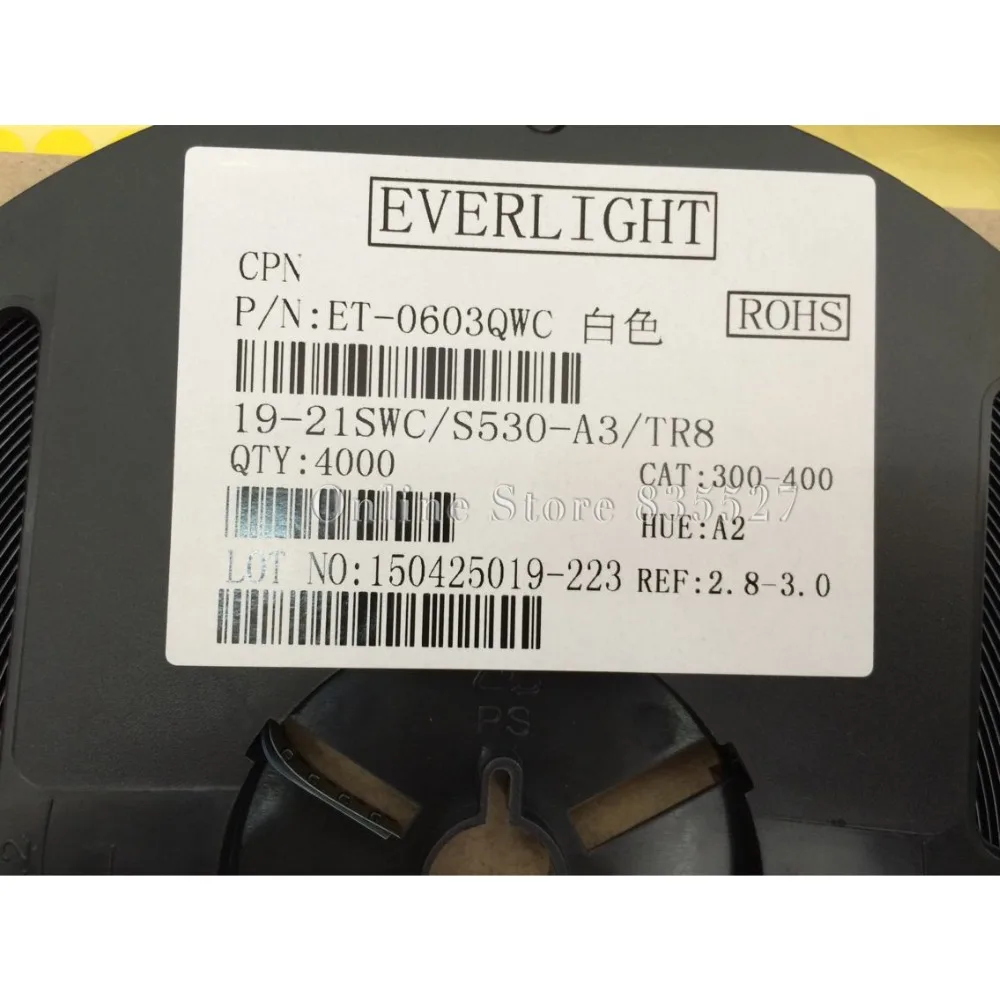 EVERLIGHT
CPN
P/N:ET-0603QWC 白色
ROHS
19-21SWC/S530-A3/TR8
QTY:4000
CAT:300-400
Online Store 835527
HUE:A2
LOT NO:150425019-223
REF:2.8-3.0
PS
2